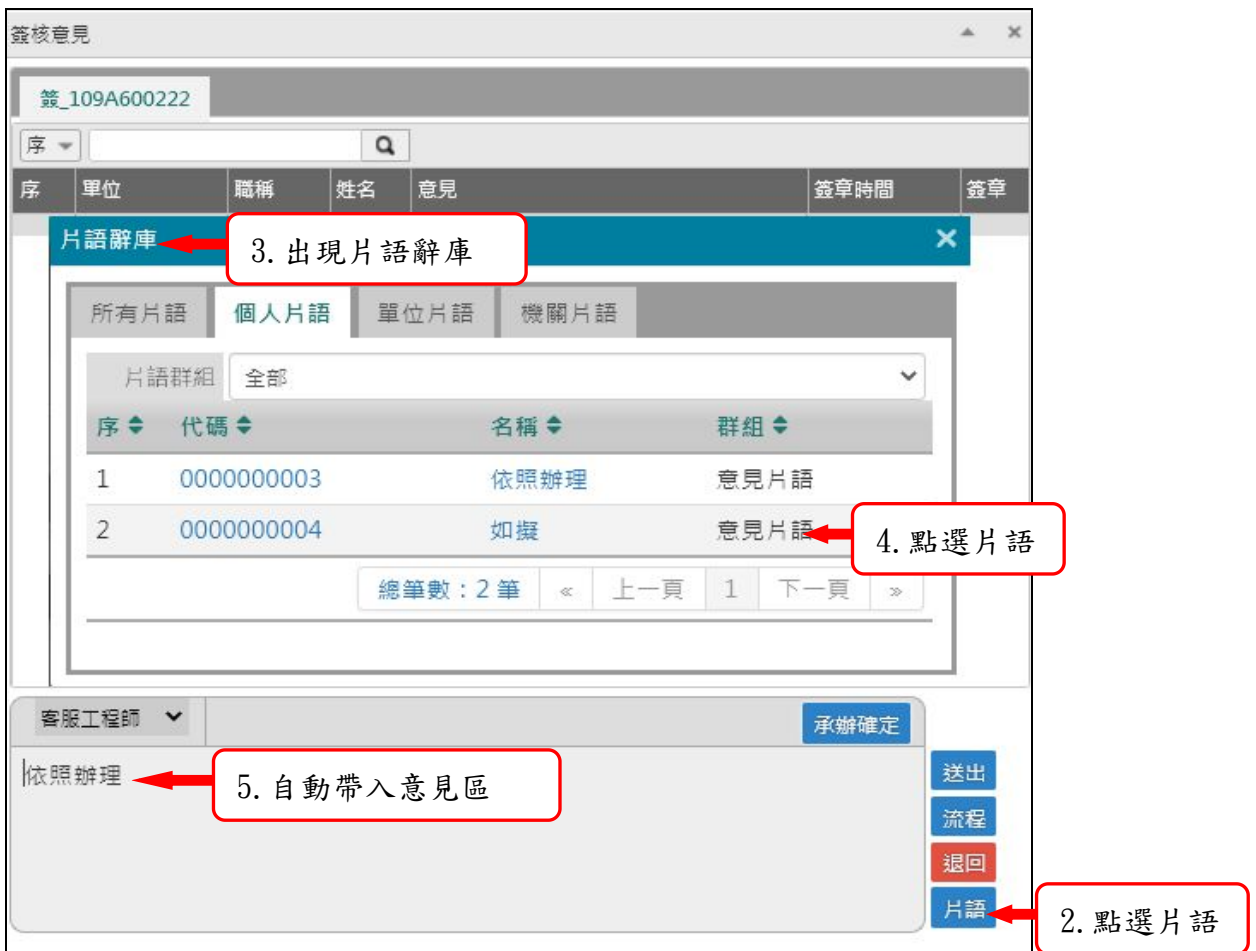 簽核意見
簽_109A600222
序
序 單位 職稱 姓名 意見 簽章時間 簽章
片語辭庫
3.出現片語辭庫
所有片語 個人片語 單位片語 機關片語
片語群組 全部
序 代碼 名稱 群組
1 0000000003 依照辦理 意見片語
2 0000000004 如擬 意見片語
4.點選片語
總筆數：2 筆 « 上一頁 1 下一頁 »
客服工程師 承辦確定
依照辦理
5.自動帶入意見區
送出
流程
退回
片語
2.點選片語